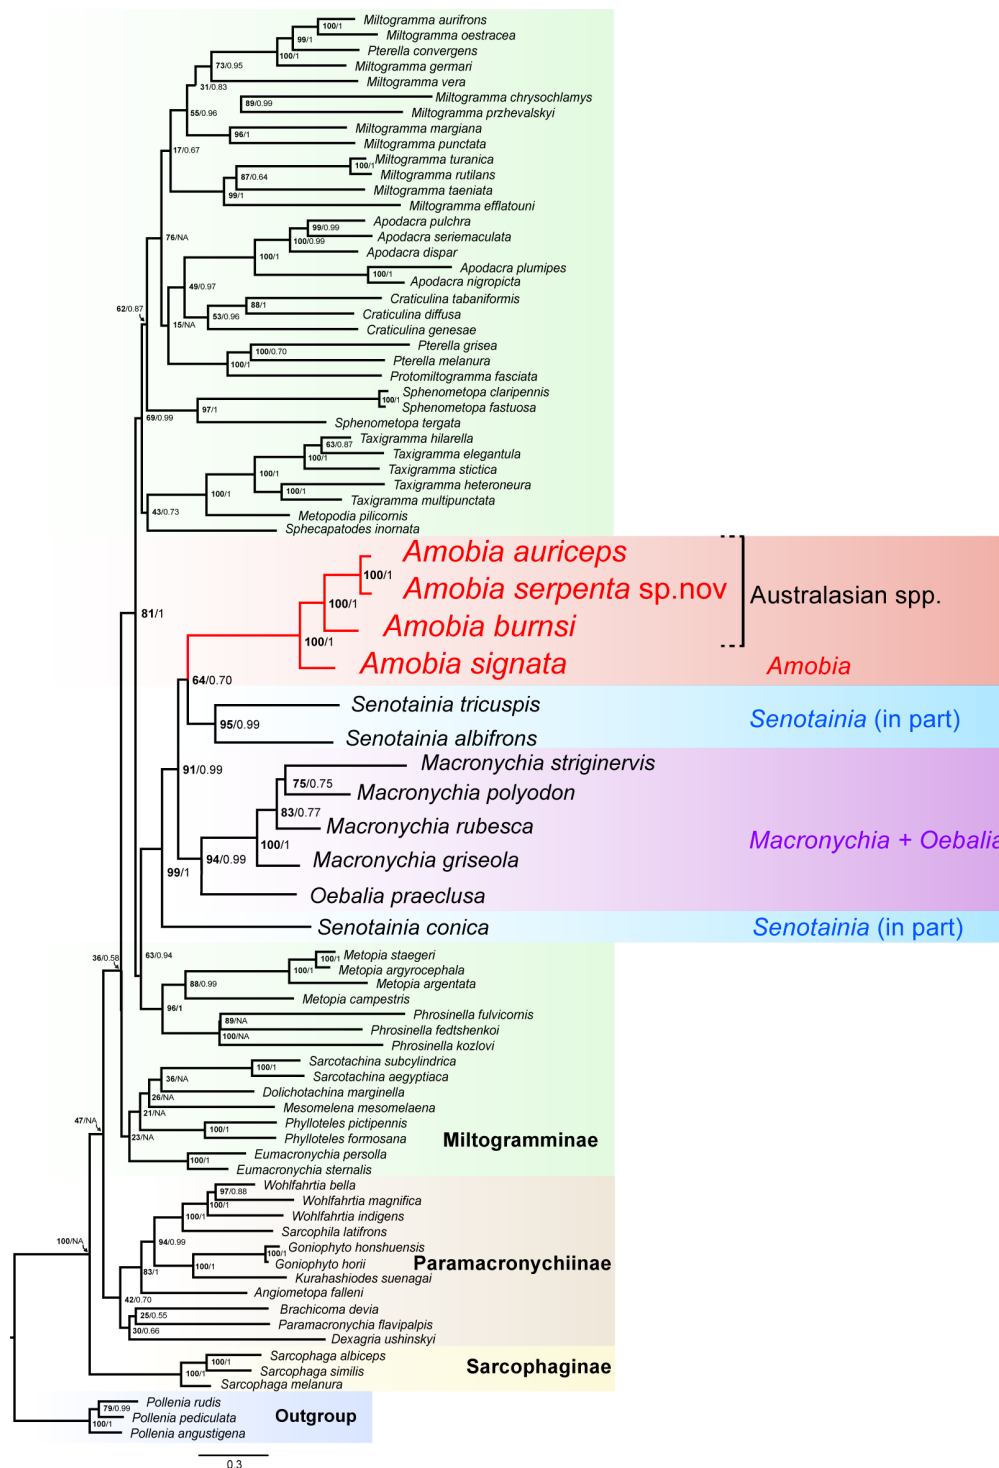 Miltogramma aurifrons
100/1
Miltogramma oestracea
99/1
Pterella convergens
100/1
Miltogramma germari
73/0.95
Miltogramma vera
31/0.83
Miltogramma chrysochlamys
89/0.99
Miltogramma przhevalskyi
55/0.96
Miltogramma margiana
96/1
Miltogramma punctata
17/0.67
Miltogramma turanica
100/1
Miltogramma rutilans
87/0.64
Miltogramma taeniata
99/1
Miltogramma efflatouni
Apodacra pulchra
99/0.99
Apodacra seriemaculata
76/NA
100/0.99
Apodacra dispar
100/1
Apodacra plumipes
100/1
Apodacra nigropicta
49/0.97
Craticulina tabaniformis
88/1
62/0.87
Craticulina diffusa
53/0.96
15/NA
Craticulina genesae
Pterella grisea
100/0.70
Pterella melanura
100/1
Protomiltogramma fasciata
Sphenometopa claripennis
100/1
Sphenometopa fastuosa
97/1
69/0.99
Sphenometopa tergata
Taxigramma hilarella
63/0.87
Taxigramma elegantula
100/1
Taxigramma stictica
100/1
Taxigramma heteroneura
100/1
100/1
Taxigramma multipunctata
43/0.73
Metopodia pilicornis
Sphecapatodes inornata
Amobia auriceps
100/1
Amobia serpenta sp.nov
Australasian spp.
100/1
81/1
Amobia burnsi
100/1
Amobia signata
Amobia
64/0.70
Senotainia tricuspis
95/0.99
Senotainia (in part)
Senotainia albifrons
Macronychia striginervis
91/0.99
75/0.75
Macronychia polyodon
83/0.77
Macronychia rubesca
100/1
Macronychia + Oebalia
94/0.99
Macronychia griseola
99/1
Oebalia praeclusa
Senotainia conica
Senotainia (in part)
Metopia staegeri
36/0.58
63/0.94
100/1
Metopia argyrocephala
100/1
Metopia argentata
88/0.99
Metopia campestris
96/1
Phrosinella fulvicornis
89/NA
Phrosinella fedtshenkoi
100/NA
Phrosinella kozlovi
Sarcotachina subcylindrica
100/1
Sarcotachina aegyptiaca
36/NA
Dolichotachina marginella
26/NA
Mesomelena mesomelaena
21/NA
47/NA
Phylloteles pictipennis
100/1
23/NA
Phylloteles formosana
Miltogramminae
Eumacronychia persolla
100/1
Eumacronychia sternalis
Wohlfahrtia bella
97/0.88
Wohlfahrtia magnifica
100/1
Wohlfahrtia indigens
100/1
Sarcophila latifrons
100/NA
94/0.99
Goniophyto honshuensis
100/1
Goniophyto horii
Paramacronychiinae
100/1
83/1
Kurahashiodes suenagai
Angiometopa falleni
42/0.70
Brachicoma devia
25/0.55
Paramacronychia flavipalpis
30/0.66
Dexagria ushinskyi
Sarcophaga albiceps
100/1
Sarcophaginae
100/1
Sarcophaga similis
Sarcophaga melanura
Pollenia rudis
79/0.99
Pollenia pediculata
Outgroup
100/1
Pollenia angustigena
0.3